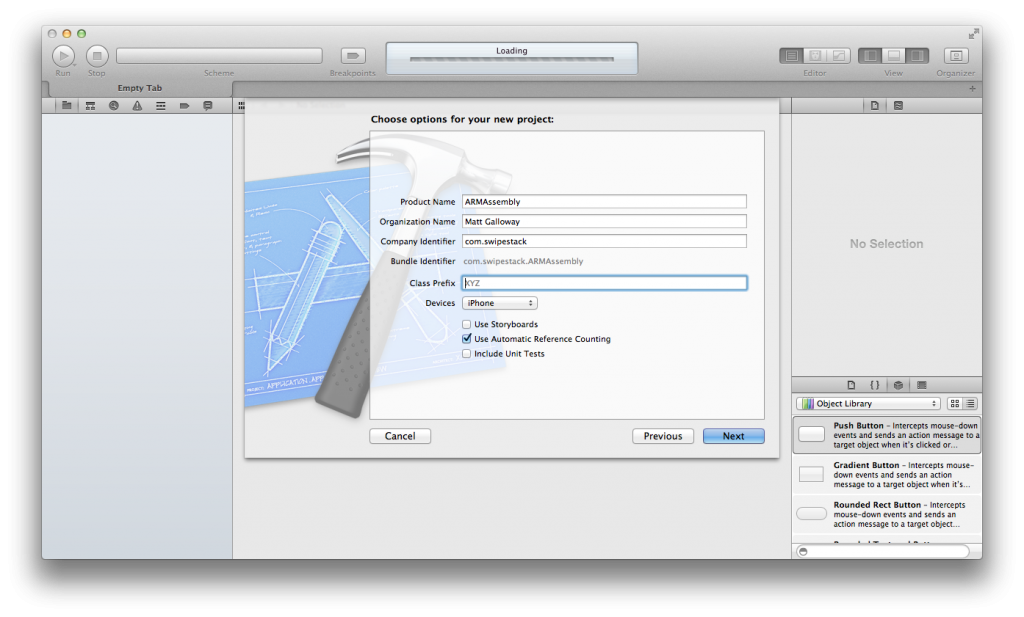 Loading
Run
Stop
Scheme
Breakpoints
Editor
View
Organizer
Empty Tab
Choose options for your new project:
Product Name ARMAssembly
Organization Name Matt Galloway
Company Identifier com.swipestack
Bundle Identifier com.swipestack.ARMAssembly
Class Prefix XYZ
Devices iPhone
Use Storyboards
Use Automatic Reference Counting
Include Unit Tests
Cancel
Previous
Next
No Selection
{ }
Object Library
Push Button – Intercepts mouse-down
events and sends an action message to a
target object when it's clicked or...
Gradient Button – Intercepts mouse-
down events and sends an action
message to a target object when it's...
Rounded Rect Button – Intercepts
mouse-down events and sends an
action message to a target object...